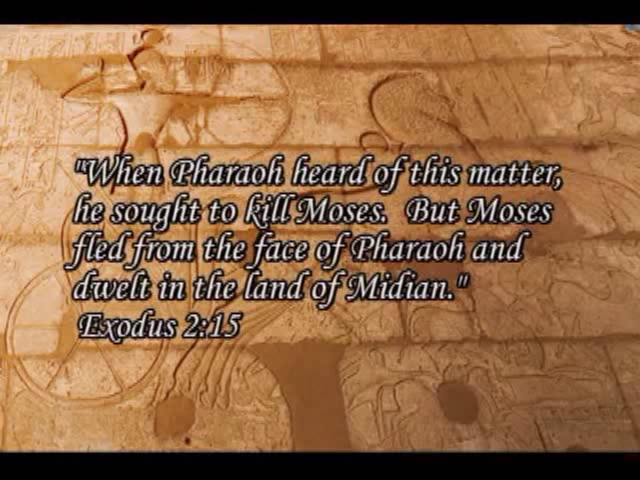 "When Pharaoh heard of this matter,
he sought to kill Moses.  But Moses
fled from the face of Pharaoh and
dwelt in the land of Midian."
Exodus 2:15